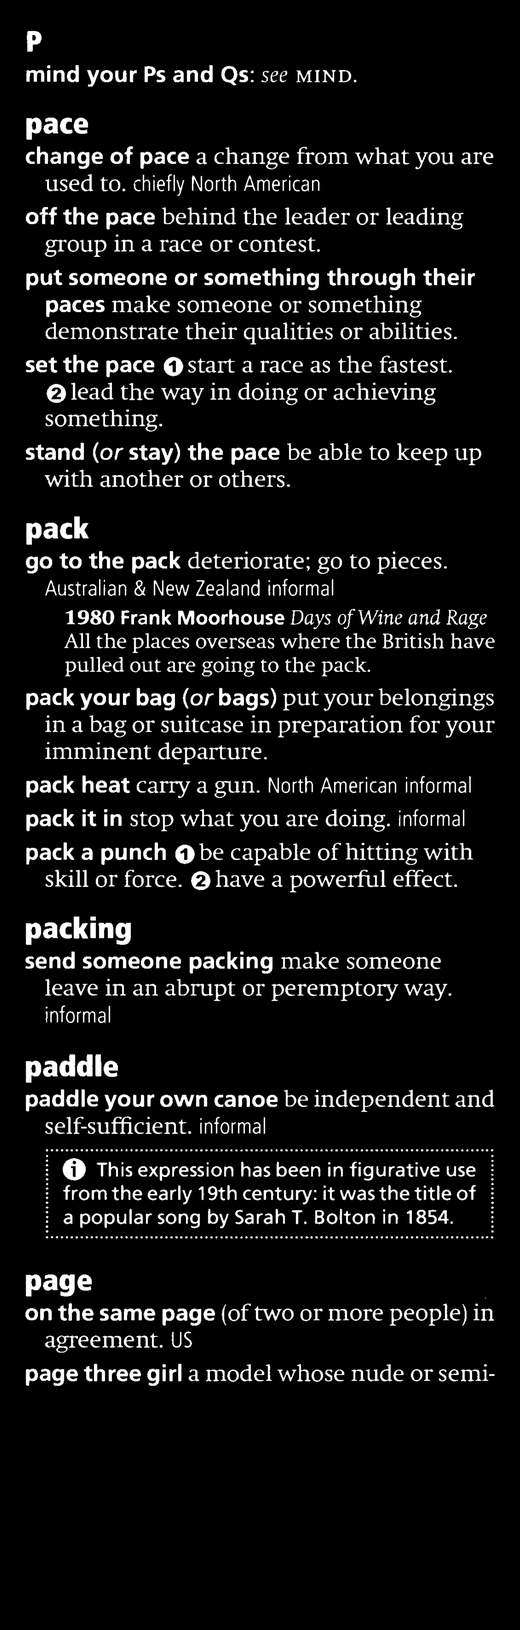 P
mind your Ps and Qs: see MIND.
pace
change of pace a change from what you are
used to. chiefly North American
off the pace behind the leader or leading
group in a race or contest.
put someone or something through their
paces make someone or something
demonstrate their qualities or abilities.
set the pace ❶ start a race as the fastest.
❷ lead the way in doing or achieving
something.
stand (or stay) the pace be able to keep up
with another or others.
pack
go to the pack deteriorate; go to pieces.
Australian & New Zealand informal
1980 Frank Moorhouse Days of Wine and Rage
All the places overseas where the British have
pulled out are going to the pack.
pack your bag (or bags) put your belongings
in a bag or suitcase in preparation for your
imminent departure.
pack heat carry a gun. North American informal
pack it in stop what you are doing. informal
pack a punch ❶ be capable of hitting with
skill or force. ❷ have a powerful effect.
packing
send someone packing make someone
leave in an abrupt or peremptory way.
informal
paddle
paddle your own canoe be independent and
self-sufficient. informal
i This expression has been in figurative use
from the early 19th century: it was the title of
a popular song by Sarah T. Bolton in 1854.
page
on the same page (of two or more people) in
agreement. US
page three girl a model whose nude or semi-